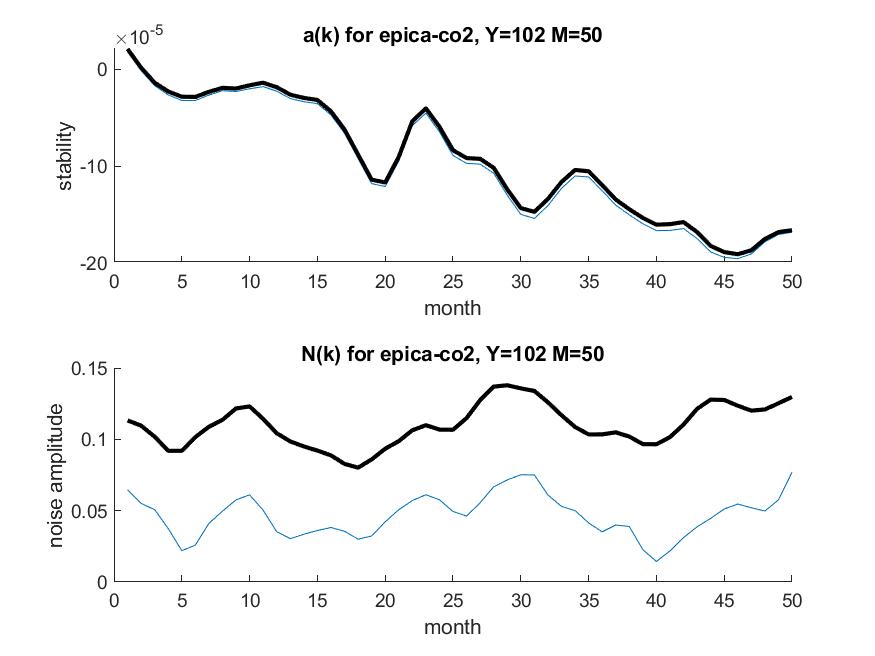 ×10-5
a(k) for epica-co2, Y=102 M=50
0
-10
-20
stability
0 5 10 15 20 25 30 35 40 45 50
month
N(k) for epica-co2, Y=102 M=50
0.15
0.1
0.05
0
noise amplitude
0 5 10 15 20 25 30 35 40 45 50
month